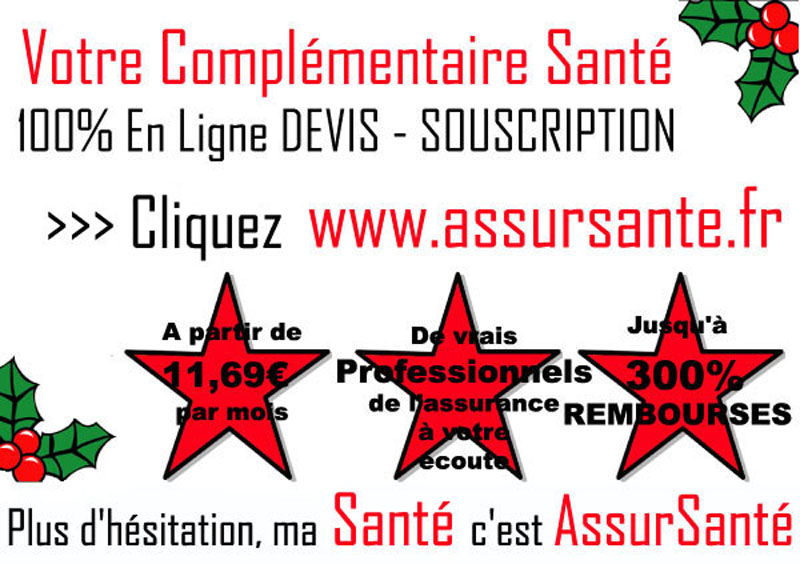 Votre Complémentaire Santé
100% En Ligne DEVIS - SOUSCRIPTION
>>> Cliquez www.assursante.fr
A partir de
11,69€
par mois
De vrais
Professionnels
de l'assurance
à votre
écoute
Jusqu'à
300%
REMBOURSES
Plus d'hésitation, ma Santé c'est AssurSanté